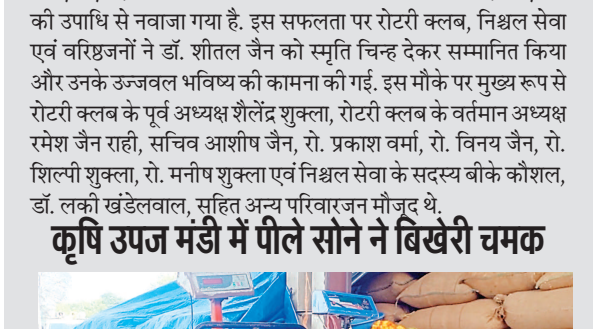 की उपाधि से नवाजा गया है. इस सफलता पर रोटरी क्लब, निश्चल सेवा
एवं वरिष्ठजनों ने डॉ. शीतल जैन को स्मृति चिन्ह देकर सम्मानित किया
और उनके उज्जवल भविष्य की कामना की गई. इस मौके पर मुख्य रूप से
रोटरी क्लब के पूर्व अध्यक्ष शैलेंद्र शुक्ला, रोटरी क्लब के वर्तमान अध्यक्ष
रमेश जैन राही, सचिव आशीष जैन, रो. प्रकाश वर्मा, रो. विनय जैन, रो.
शिल्पी शुक्ला, रो. मनीष शुक्ला एवं निश्चल सेवा के सदस्य बीके कौशल,
डॉ. लकी खंडेलवाल, सहित अन्य परिवारजन मौजूद थे.
कृषि उपज मंडी में पीले सोने ने बिखेरी चमक